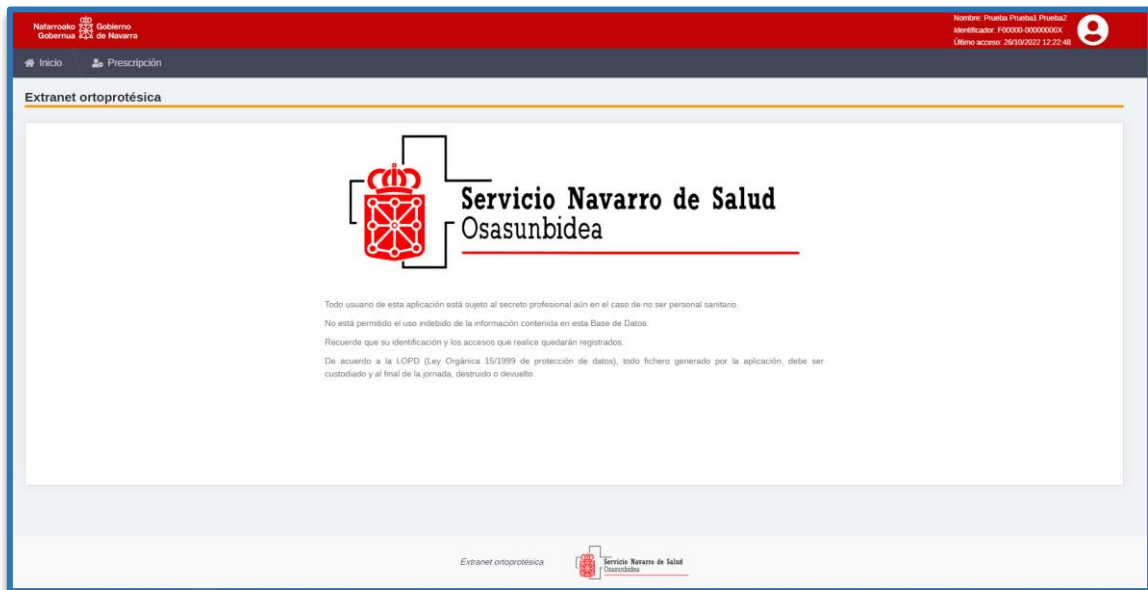 Nafarroako Gobierno
Gobernua de Navarra
Nombre: Prueba Prueba1 Prueba2
Identificador: F00000-00000000X
Último acceso: 26/10/2022 12:22:48
Inicio Prescripción
Extranet ortoprotésica
Servicio Navarro de Salud
Osasunbidea
Todo usuario de esta aplicación está sujeto al secreto profesional aún en el caso de no ser personal sanitario.
No está permitido el uso indebido de la información contenida en esta Base de Datos.
Recuerde que su identificación y los accesos que realice quedarán registrados.
De acuerdo a la LOPD (Ley Orgánica 15/1999 de protección de datos), todo fichero generado por la aplicación, debe ser
custodiado y al final de la jornada, destruido o devuelto.
Extranet ortoprotésica
Servicio Navarro de Salud
Osasunbidea